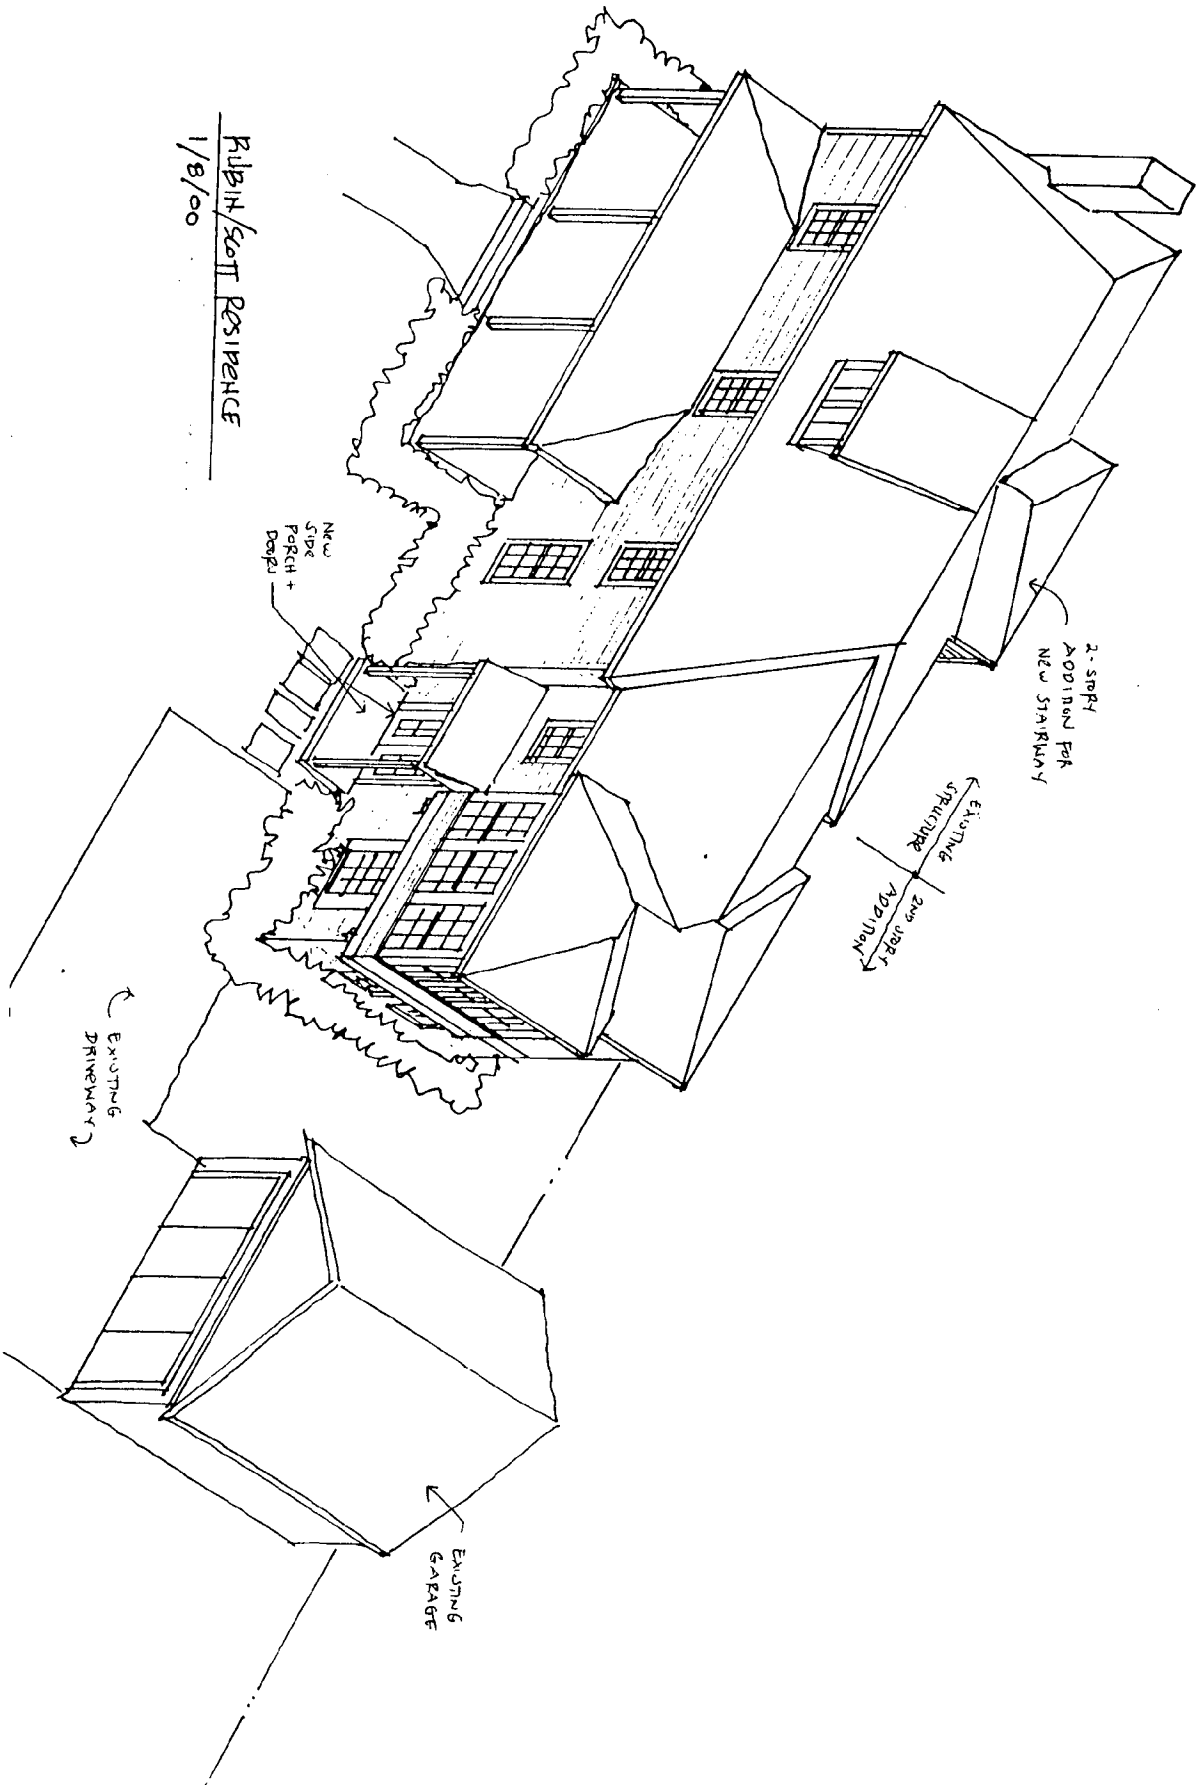 2-STORY
ADDITION FOR
NEW STAIRWAY
EXISTING
STRUCTURE
2ND STORY
ADDITION
NEW
SIDE
PORCH +
DOOR
EXISTING
DRIVEWAY
EXISTING
GARAGE
RUBIN/SCOTT RESIDENCE
1/8/00